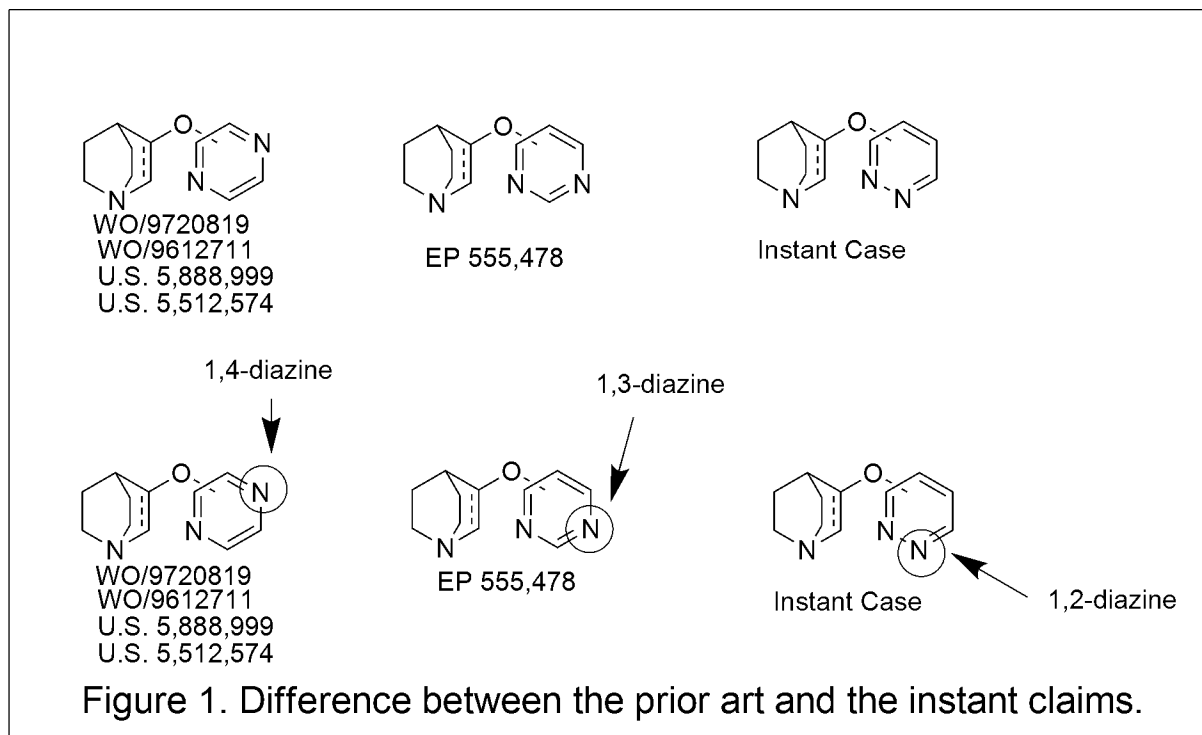 O
N
N
N
WO/9720819
WO/9612711
U.S. 5,888,999
U.S. 5,512,574
O
N
N
N
EP 555,478
O
N
N
N
Instant Case
1,4-diazine
1,3-diazine
O
N
N
N
WO/9720819
WO/9612711
U.S. 5,888,999
U.S. 5,512,574
O
N
N
N
EP 555,478
O
N
N
N
Instant Case
1,2-diazine
Figure 1. Difference between the prior art and the instant claims.